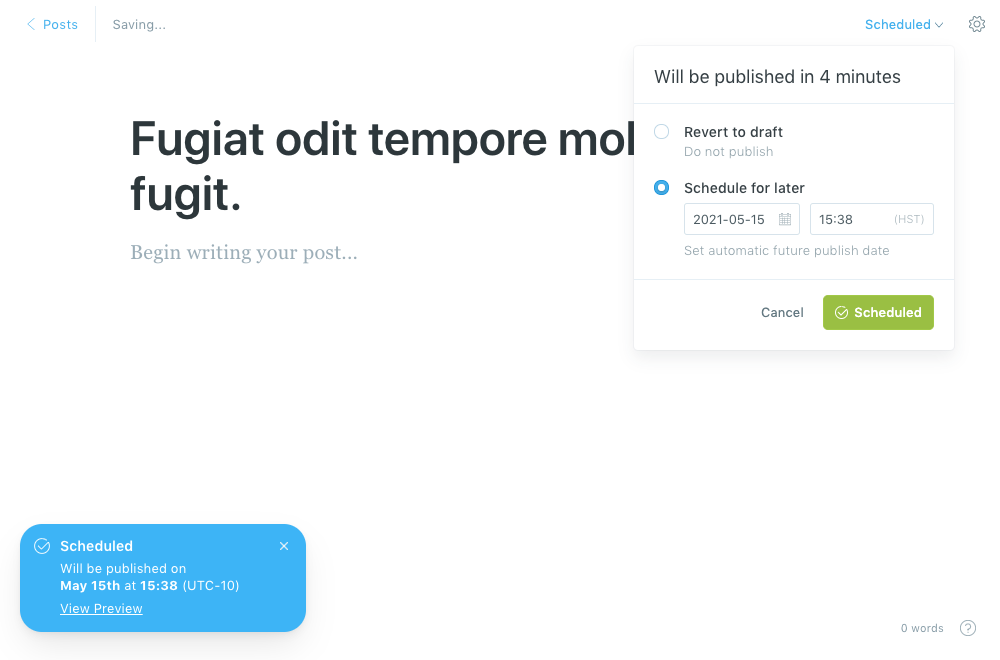 Posts
Saving...
Scheduled
Will be published in 4 minutes
Revert to draft
Do not publish
Schedule for later
2021-05-15
15:38
(HST)
Set automatic future publish date
Cancel
Scheduled
Fugiat odit tempore
fugit.
Begin writing your post...
Scheduled
Will be published on
May 15th at 15:38 (UTC-10)
View Preview
0 words
?